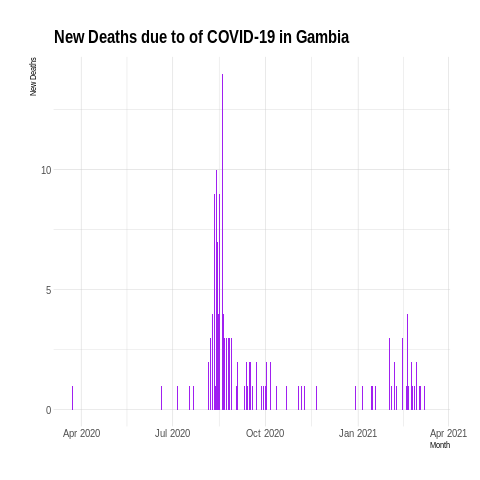 New Deaths due to of COVID-19 in Gambia
New Deaths
10
5
0
Apr 2020 Jul 2020 Oct 2020 Jan 2021 Apr 2021
Month